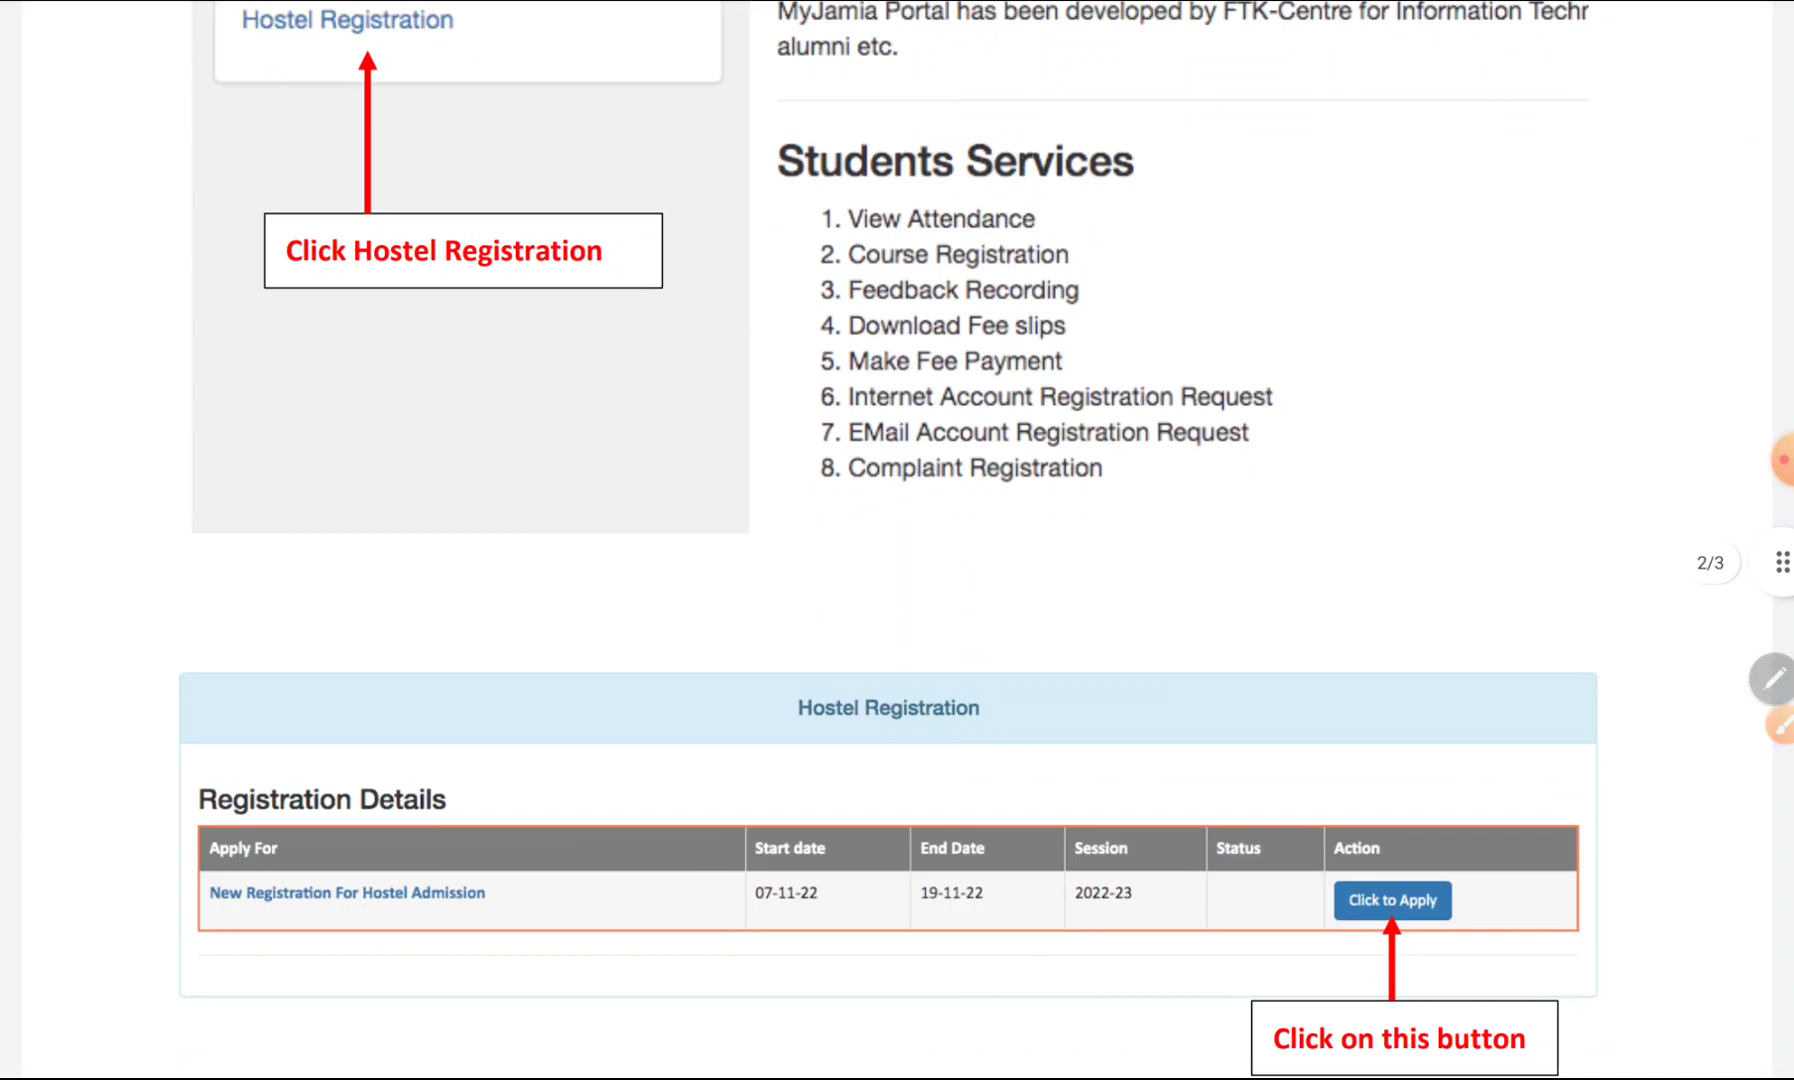 Hostel Registration
MyJamia Portal has been developed by FTK-Centre for Information Techn
alumni etc.
Click Hostel Registration
Students Services
1. View Attendance
2. Course Registration
3. Feedback Recording
4. Download Fee slips
5. Make Fee Payment
6. Internet Account Registration Request
7. EMail Account Registration Request
8. Complaint Registration
2/3
Hostel Registration
Registration Details
Apply For Start date End Date Session Status Action
New Registration For Hostel Admission 07-11-22 19-11-22 2022-23 Click to Apply
Click on this button